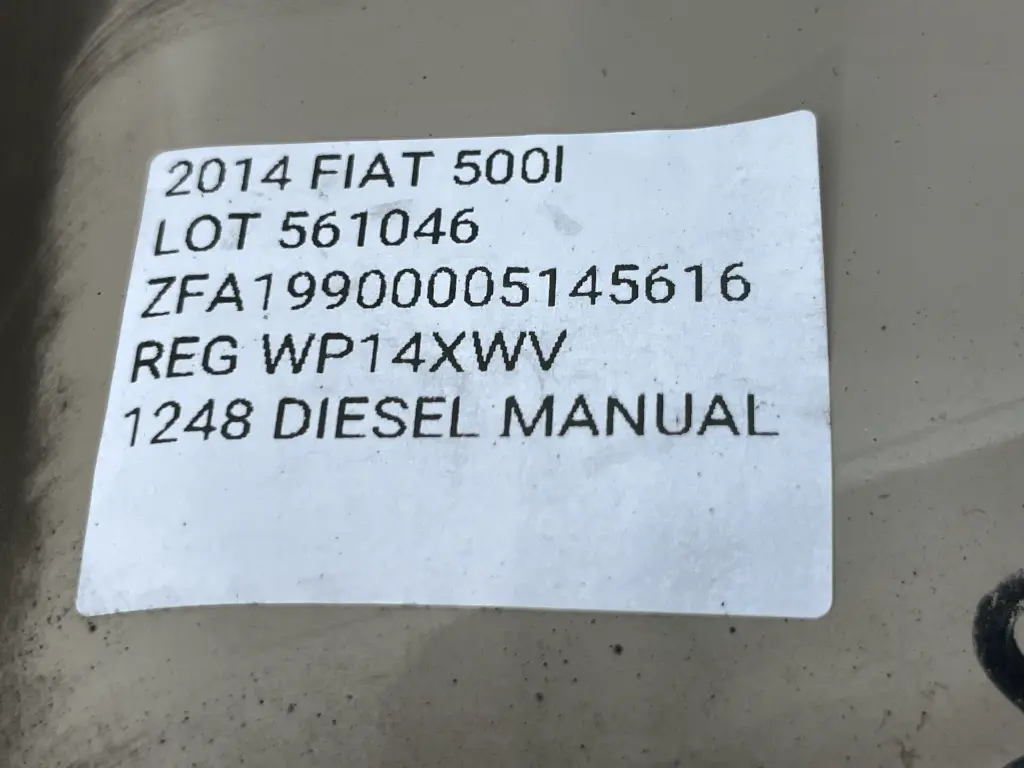 2014 FIAT 500l
LOT 561046
ZFA19900005145616
REG WP14XWV
1248 DIESEL MANUAL